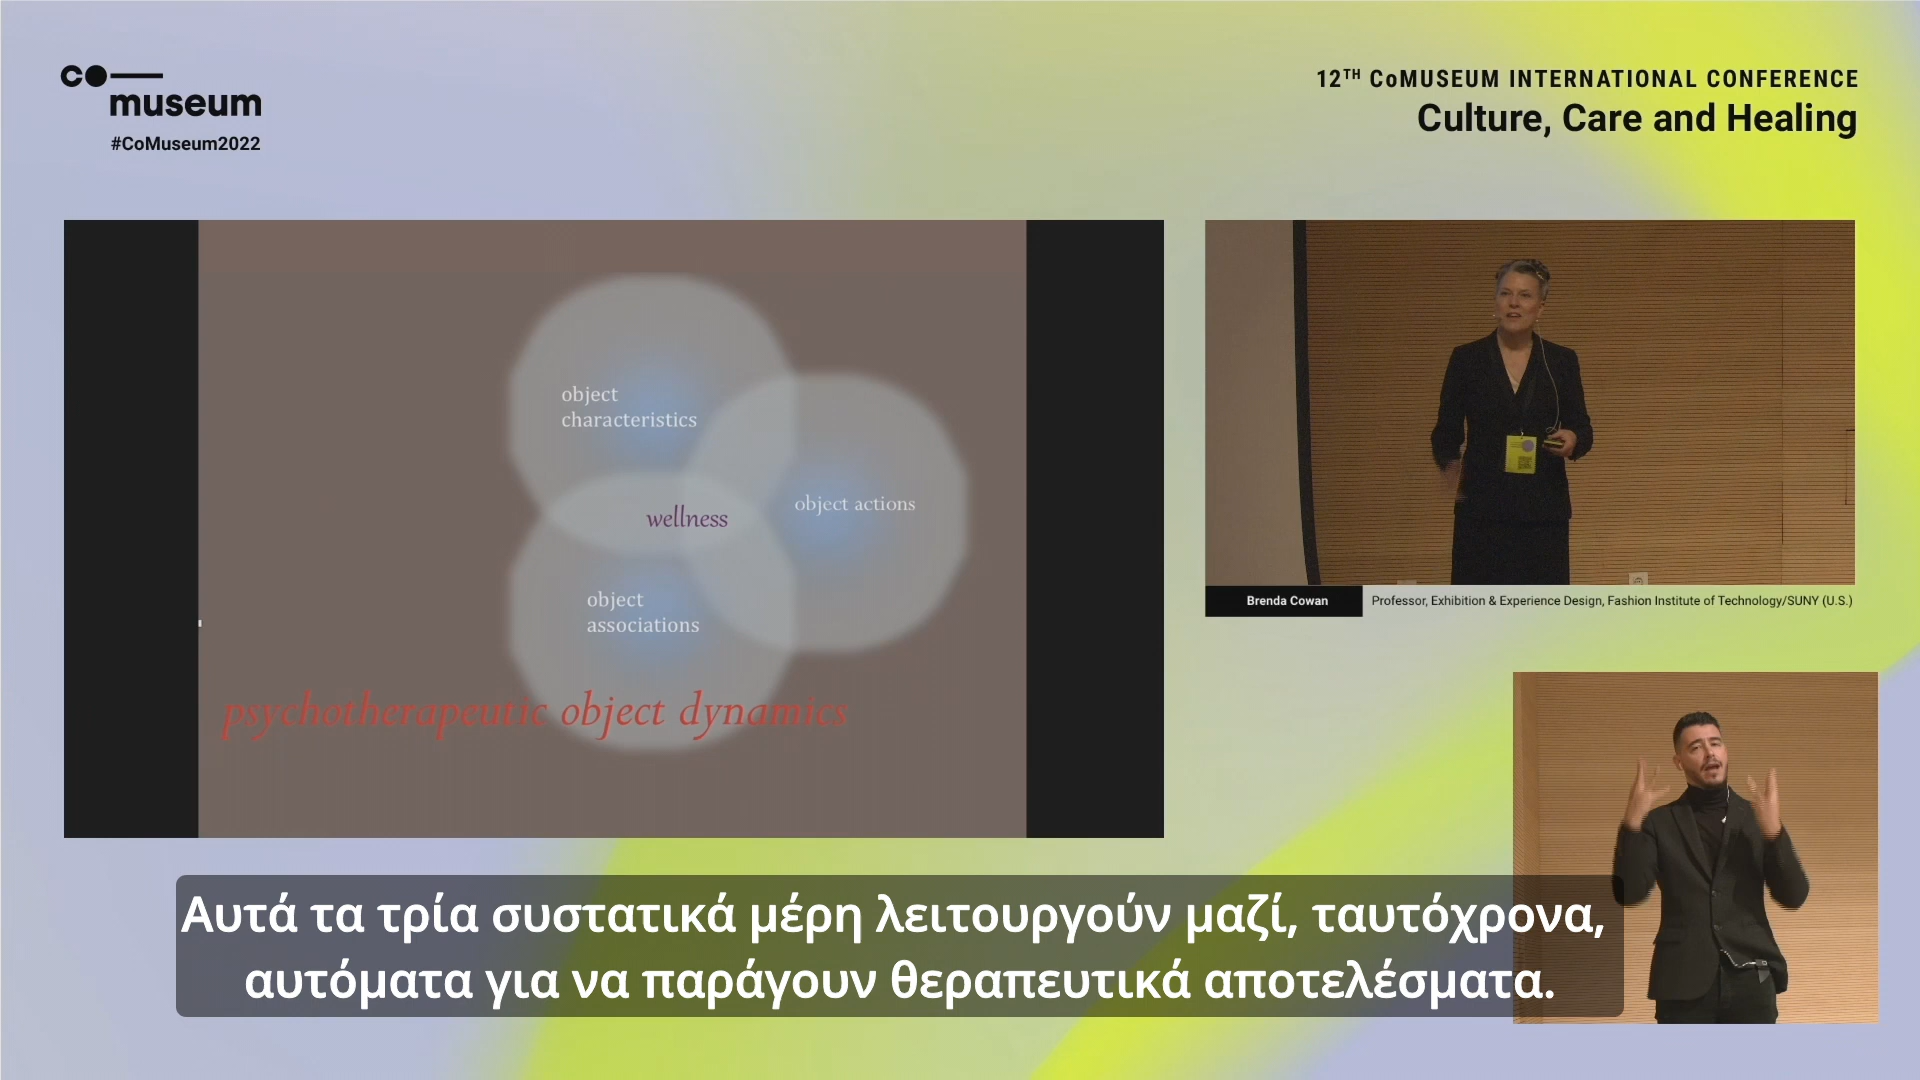 co museum
#CoMuseum2022
12TH CoMUSEUM INTERNATIONAL CONFERENCE
Culture, Care and Healing
object
characteristics
object actions
wellness
object
associations
psychotherapeutic object dynamics
Brenda Cowan
Professor, Exhibition & Experience Design, Fashion Institute of Technology/SUNY (U.S.)
Αυτά τα τρία συστατικά μέρη λειτουργούν μαζί, ταυτόχρονα,
αυτόματα για να παράγουν θεραπευτικά αποτελέσματα.